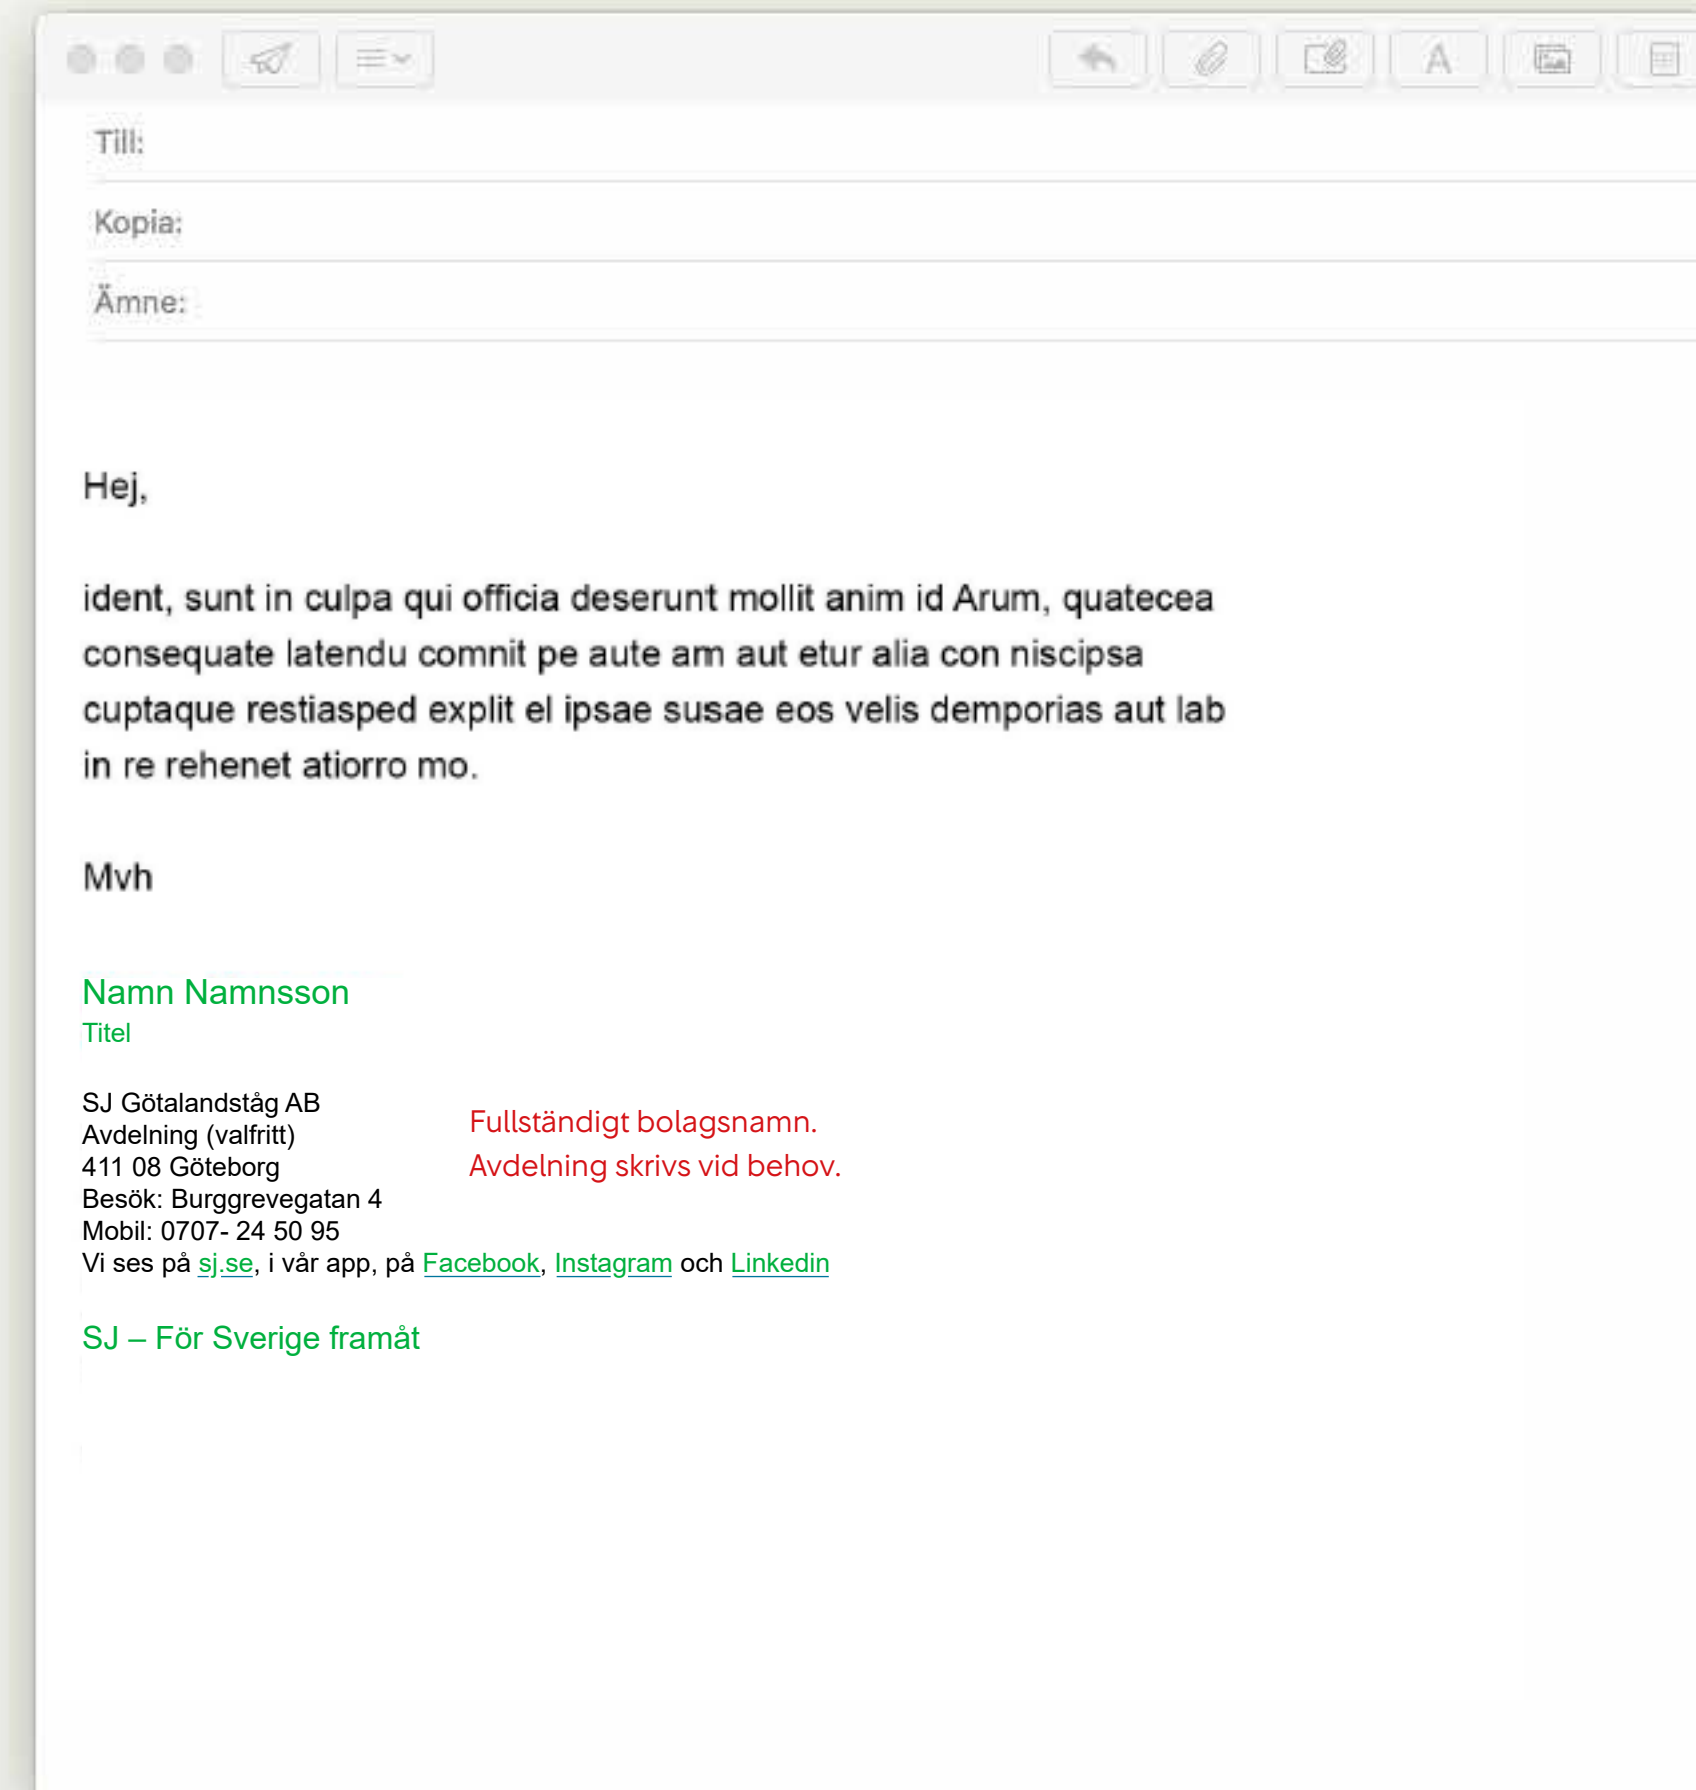 Till:
Kopia:
Ämne:
Hej,
ident, sunt in culpa qui officia deserunt mollit anim id Arum, quatecea
consequate latendu comnit pe aute am aut etur alia con niscipsa
cuptaque restiasped explit el ipsae susae eos velis demporias aut lab
in re rehenet atiorro mo.
Mvh
Namn Namnsson
Titel
SJ Götalandståg AB
Avdelning (valfritt)
411 08 Göteborg
Besök: Burggrevegatan 4
Mobil: 0707- 24 50 95
Vi ses på sj.se, i vår app, på Facebook, Instagram och Linkedin
Fullständigt bolagsnamn.
Avdelning skrivs vid behov.
SJ – För Sverige framåt